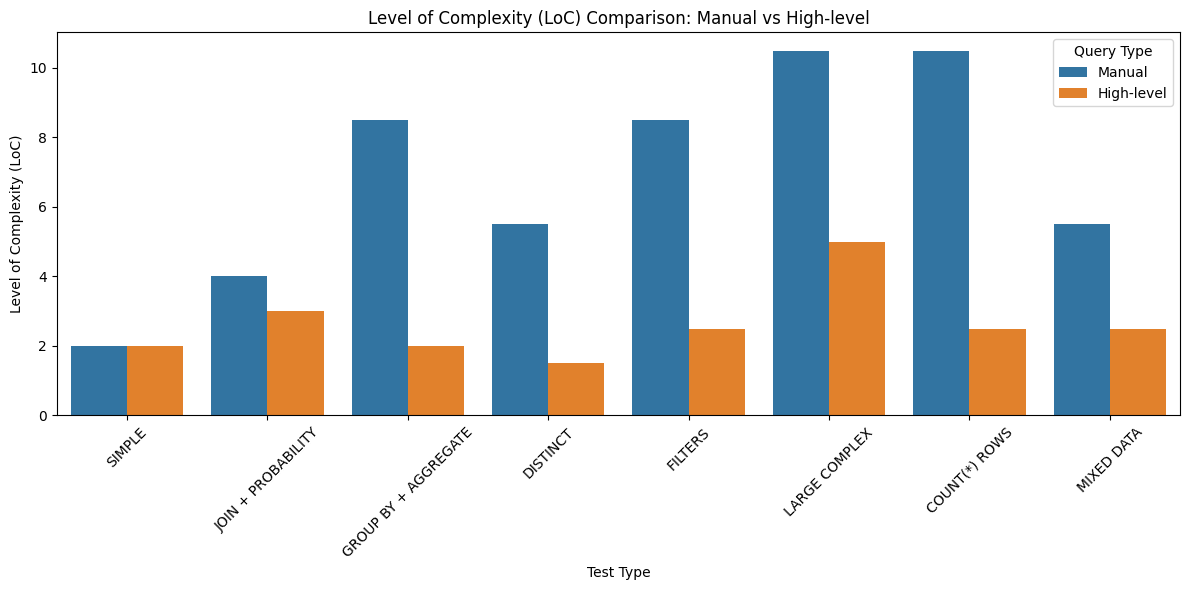 Level of Complexity (LoC) Comparison: Manual vs High-level
Query Type
Manual
High-level
Level of Complexity (LoC)
10
8
6
4
2
0
SIMPLE
JOIN + PROBABILITY
GROUP BY + AGGREGATE
DISTINCT
FILTERS
LARGE COMPLEX
COUNT(*) ROWS
MIXED DATA
Test Type